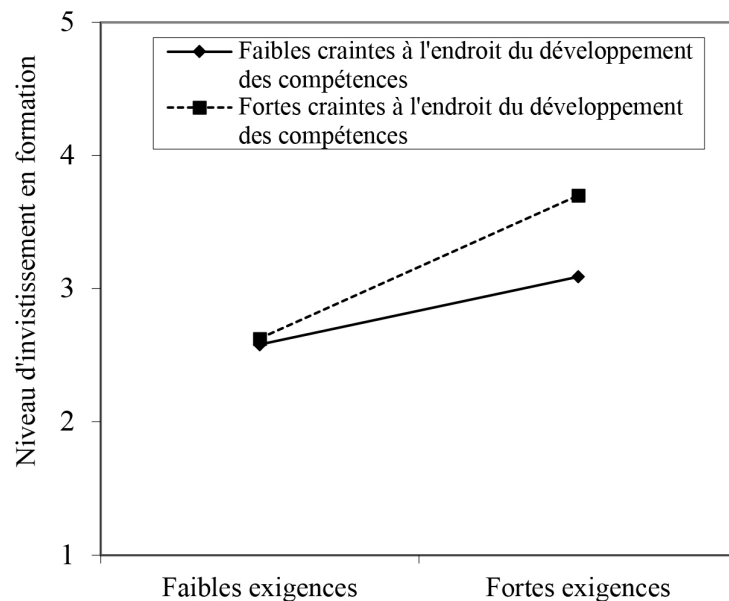 5
Faibles craintes à l'endroit du développement
des compétences
Fortes craintes à l'endroit du développement
des compétences
4
3
2
1
Niveau d'invistissement en formation
Faibles exigences
Fortes exigences